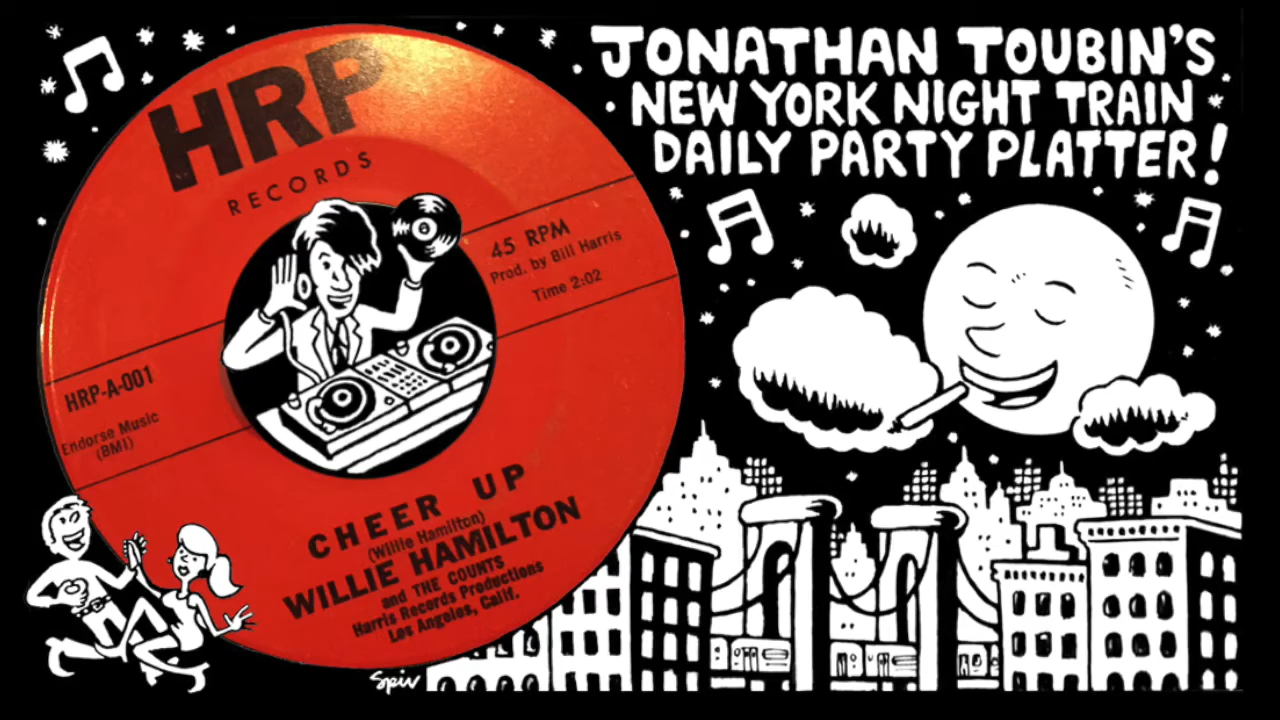 JONATHAN TOUBIN'S
NEW YORK NIGHT TRAIN
DAILY PARTY PLATTER!
HRP
RECORDS
45 RPM
Prod. by Bill Harris
Time 2:02
HRP-A-001
Endorse Music
(BMI)
CHEER UP
(Willie Hamilton)
WILLIE HAMILTON
and THE COUNTS
Harris Records Productions
Los Angeles, Calif.
Spiv